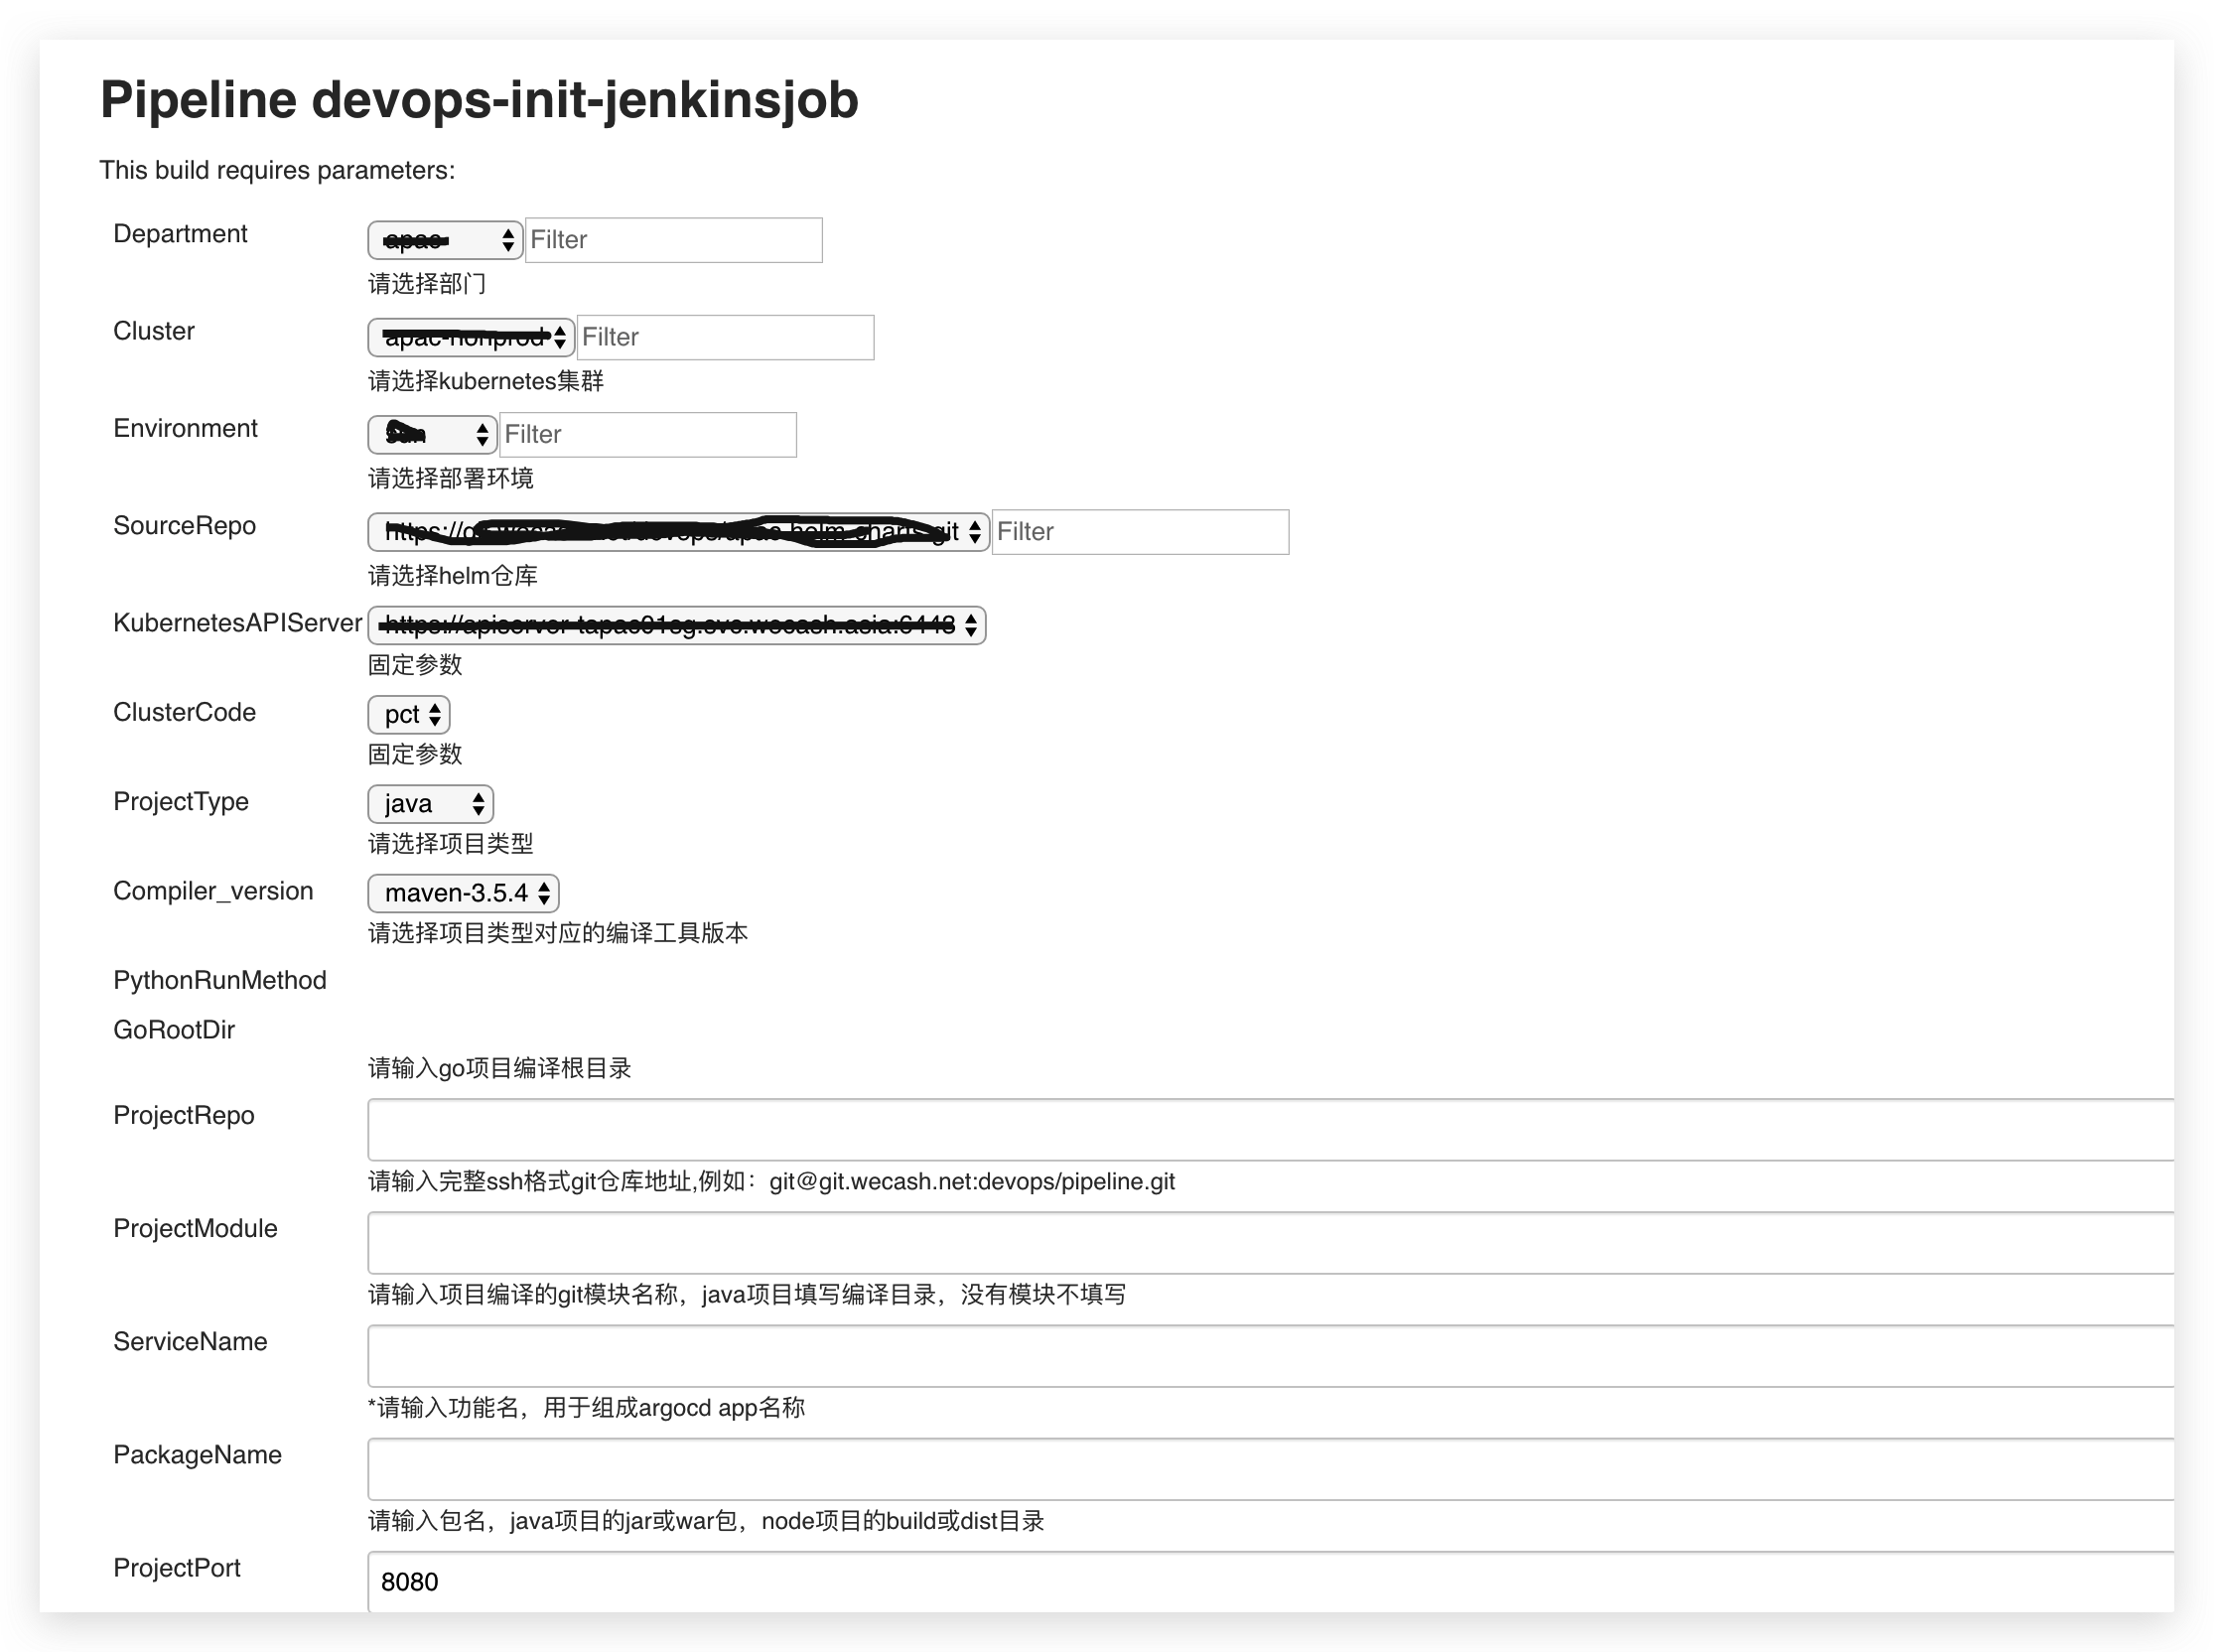 Pipeline devops-init-jenkinsjob
This build requires parameters:
Department
Filter
请选择部门
Cluster
Filter
请选择kubernetes集群
Environment
Filter
请选择部署环境
SourceRepo
Filter
请选择helm仓库
KubernetesAPIServer
固定参数
ClusterCode
pct
固定参数
ProjectType
java
请选择项目类型
Compiler_version
maven-3.5.4
请选择项目类型对应的编译工具版本
PythonRunMethod
GoRootDir
请输入go项目编译根目录
ProjectRepo
请输入完整ssh格式git仓库地址,例如：git@git.wecash.net:devops/pipeline.git
ProjectModule
请输入项目编译的git模块名称，java项目填写编译目录，没有模块不填写
ServiceName
*请输入功能名，用于组成argocd app名称
PackageName
请输入包名，java项目的jar或war包，node项目的build或dist目录
ProjectPort
8080